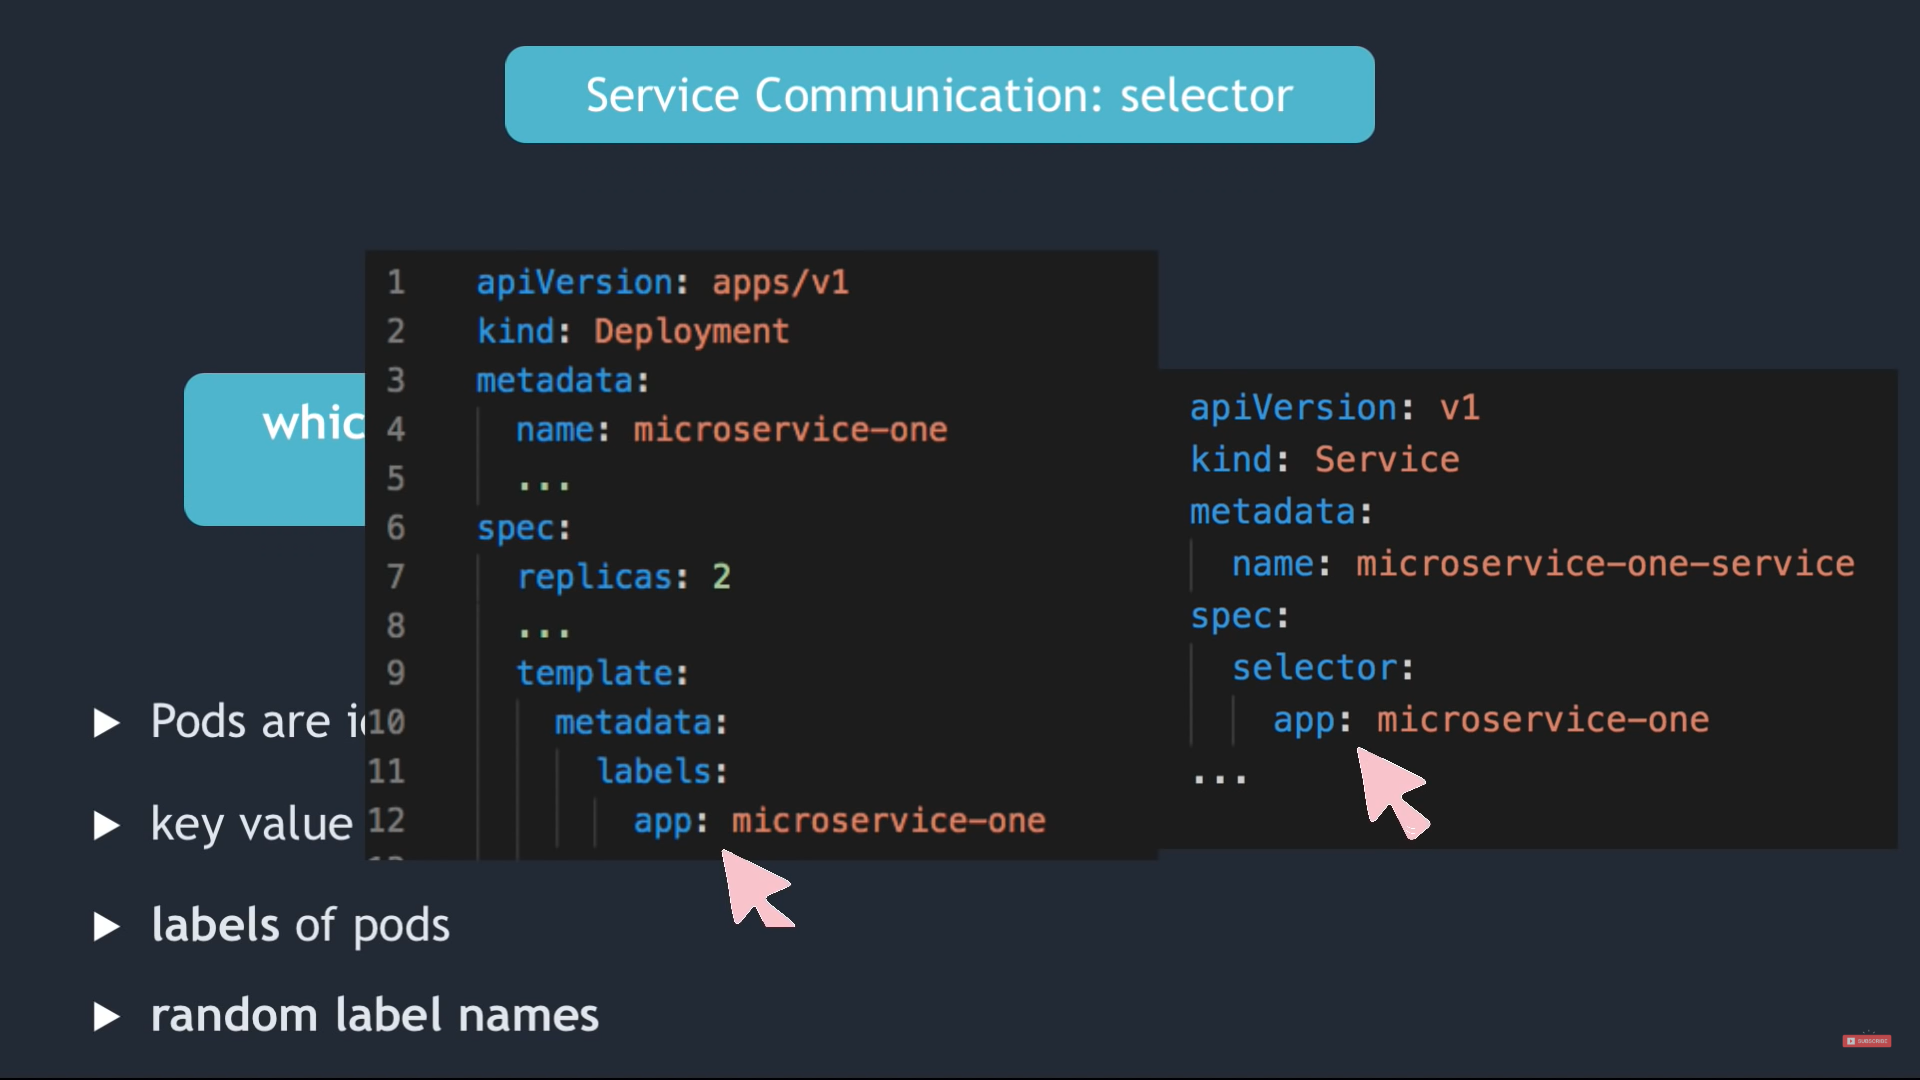 Service Communication: selector
whic
1 apiVersion: apps/v1
2 kind: Deployment
3 metadata:
4 name: microservice-one
5 ...
6 spec:
7 replicas: 2
8 ...
9 template:
10 metadata:
11 labels:
12 app: microservice-one
apiVersion: v1
kind: Service
metadata:
name: microservice-one-service
spec:
selector:
app: microservice-one
...
▶ Pods are i
▶ key value
▶ labels of pods
▶ random label names
SUBSCRIBE